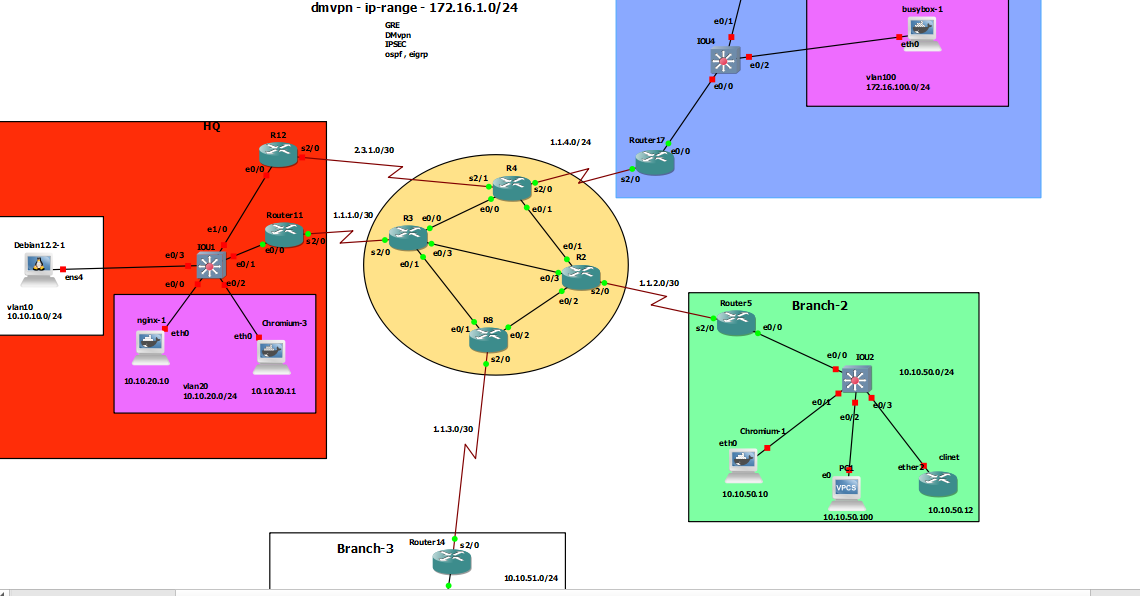 dmvpn - ip-range - 172.16.1.0/24
GRE
DMvpn
IPSEC
ospf , eigrp
busybox-1
e0/1
IOU4
eth0
e0/2
e0/0
vlan100
172.16.100.0/24
Router17
e0/0
s2/0
1.1.4.0/24
HQ
R12
s2/0
e0/0
2.3.1.0/30
R4
s2/1
s2/0
e0/0
e0/1
Router11
1.1.1.0/30
s2/0
e0/0
R3
e0/0
s2/0
e0/3
e0/1
e1/0
IOU1
e0/3
e0/1
e0/0
e0/2
Debian12.2-1
ens4
vlan10
10.10.10.0/24
e0/1
R2
e0/3
s2/0
e0/2
1.1.2.0/30
nginx-1
eth0
Chromium-3
eth0
10.10.20.10
vlan20
10.10.20.0/24
10.10.20.11
R8
e0/1
e0/2
s2/0
1.1.3.0/30
Branch-2
Router5
s2/0
e0/0
e0/0
IOU2
10.10.50.0/24
e0/1
e0/2
e0/3
Chromium-1
eth0
10.10.50.10
PC1
e0
VPCS
10.10.50.100
clinet
10.10.50.12
Branch-3
Router14
s2/0
10.10.51.0/24